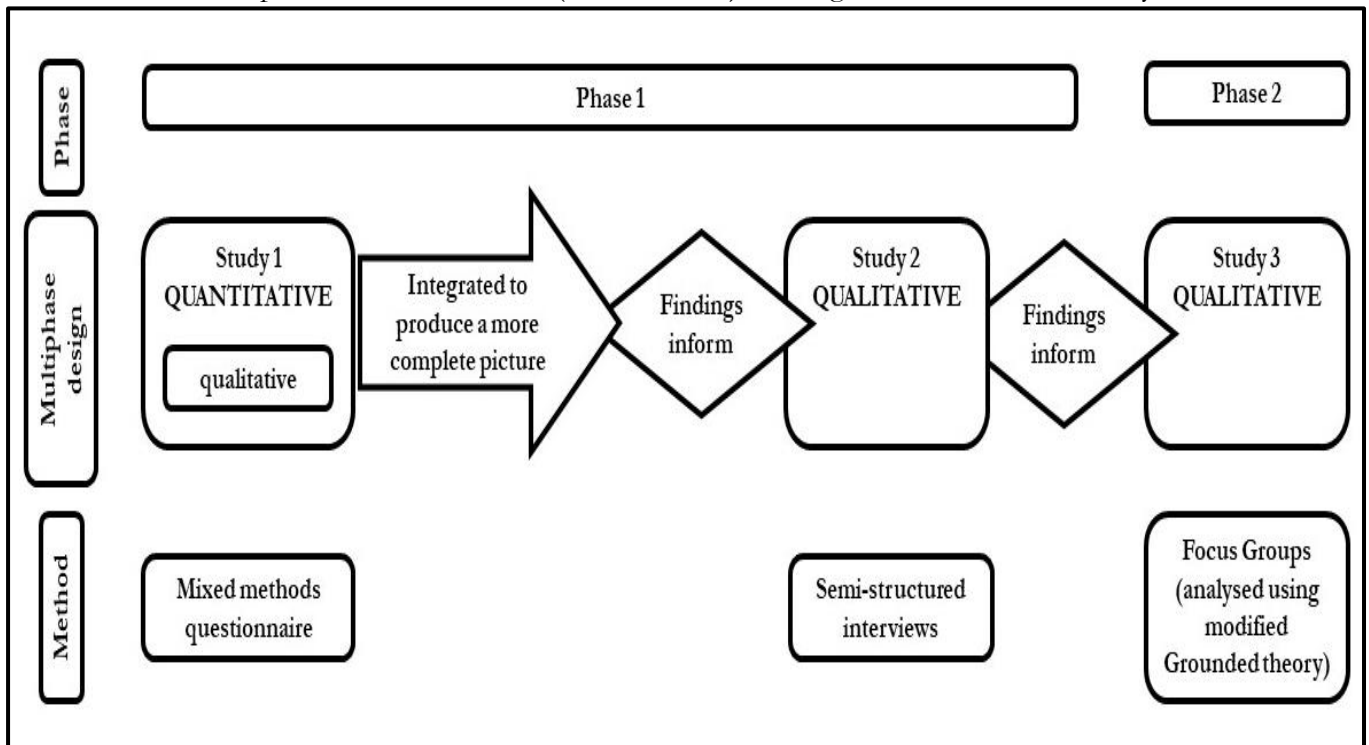 Phase
Phase 1
Phase 2
Multiphase
design
Study 1
QUANTITATIVE
qualitative
Integrated to
produce a more
complete picture
Findings
inform
Study 2
QUALITATIVE
Findings
inform
Study 3
QUALITATIVE
Method
Mixed methods
questionnaire
Semi-structured
interviews
Focus Groups
(analysed using
modified
Grounded theory)